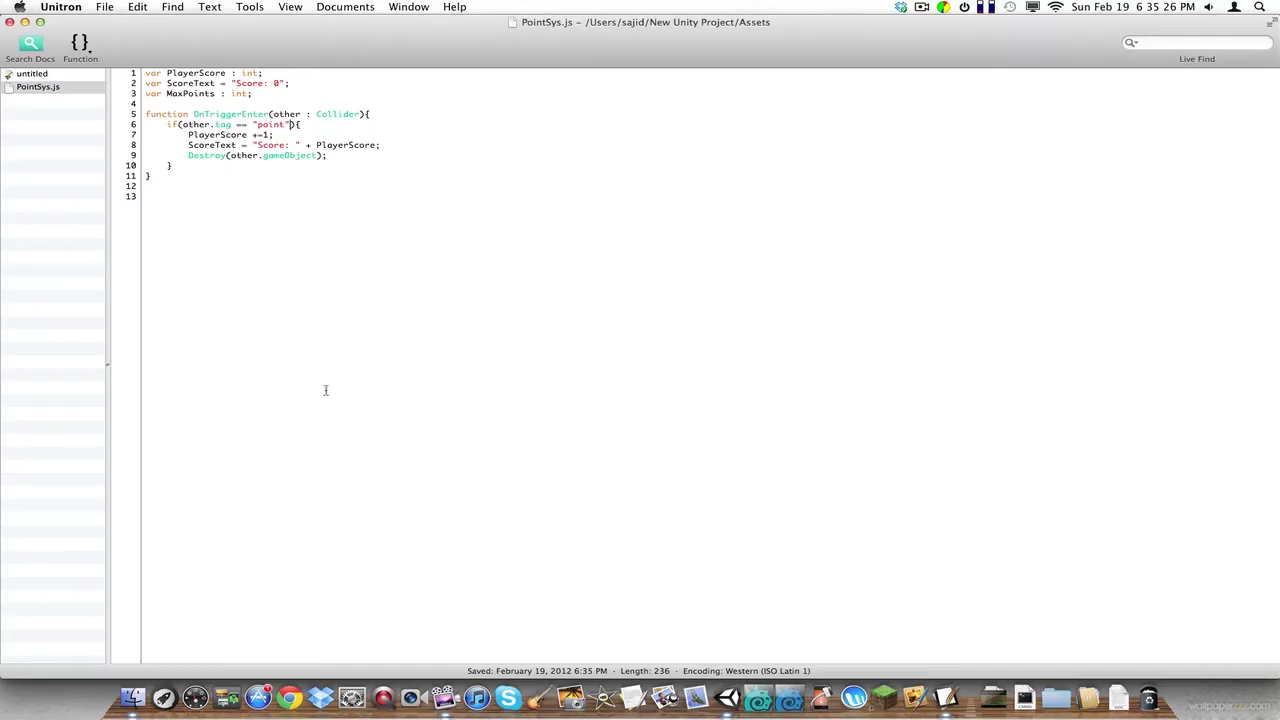 Unitron File Edit Find Text Tools View Documents Window Help Sun Feb 19 6 35 26 PM
PointSys.js – /Users/sajid/New Unity Project/Assets
Search Docs Function Live Find
untitled
PointSys.js
1 var PlayerScore : int;
2 var ScoreText = "Score: 0";
3 var MaxPoints : int;
4
5 function OnTriggerEnter(other : Collider){
6 if(other.tag == "point"){
7 PlayerScore +=1;
8 ScoreText = "Score: " + PlayerScore;
9 Destroy(other.gameObject);
10 }
11 }
12
13
Saved: February 19, 2012 6:35 PM · Length: 236 · Encoding: Western (ISO Latin 1)